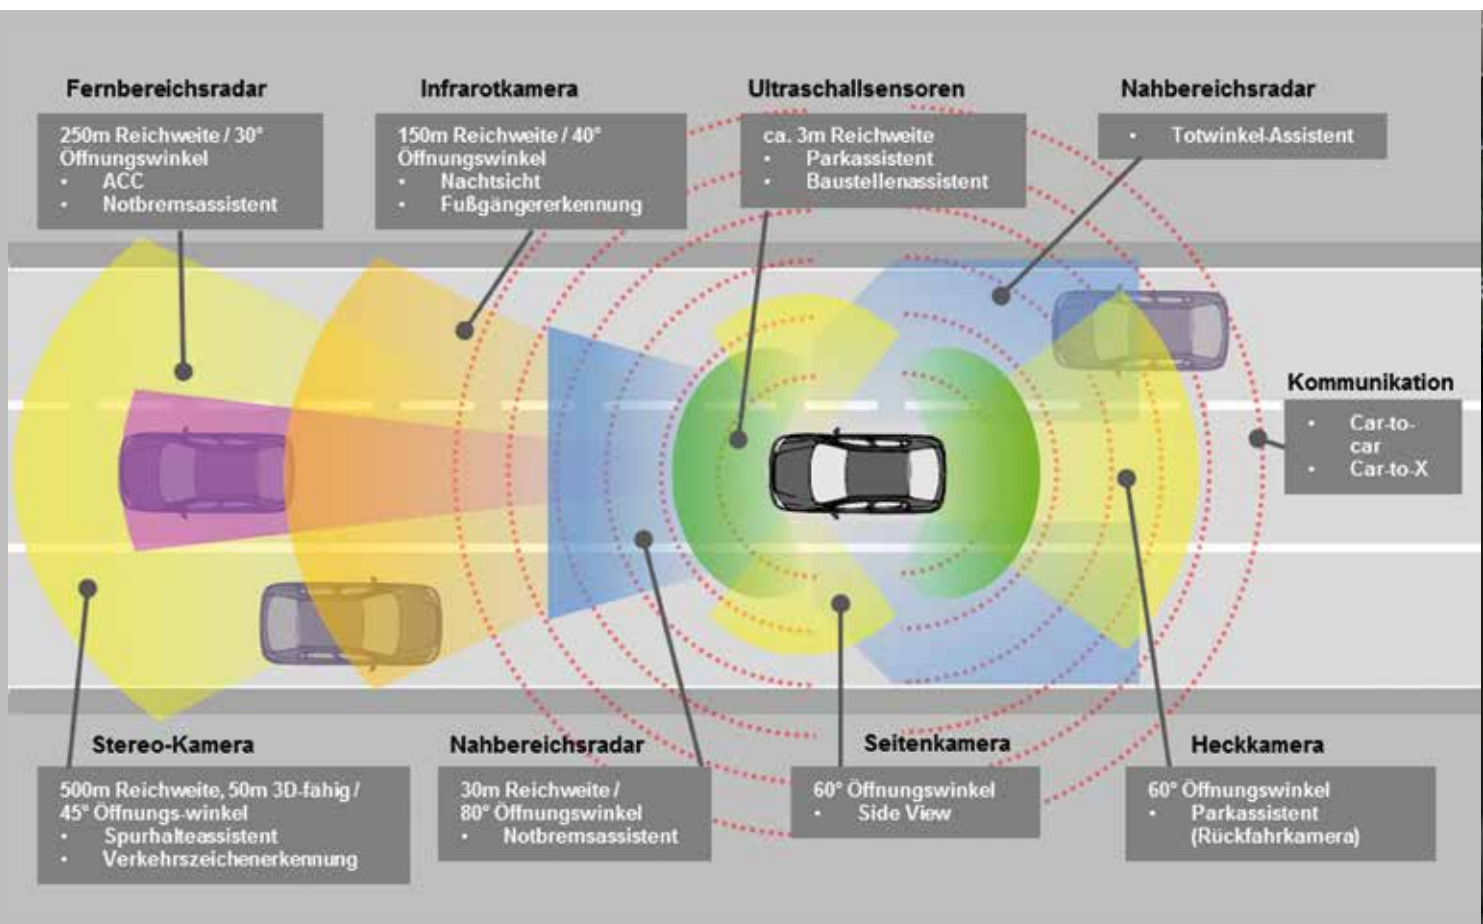 Fernbereichsradar
250m Reichweite / 30°
Öffnungswinkel
• ACC
• Notbremsassistent
Infrarotkamera
150m Reichweite / 40°
Öffnungswinkel
• Nachtsicht
• Fußgängererkennung
Ultraschallsensoren
ca. 3m Reichweite
• Parkassistent
• Baustellenassistent
Nahbereichsradar
• Totwinkel-Assistent
Kommunikation
• Car-to-
car
• Car-to-X
Stereo-Kamera
500m Reichweite, 50m 3D-fähig /
45° Öffnungs-winkel
• Spurhalteassistent
• Verkehrszeichenerkennung
Nahbereichsradar
30m Reichweite /
80° Öffnungswinkel
• Notbremsassistent
Seitenkamera
60° Öffnungswinkel
• Side View
Heckkamera
60° Öffnungswinkel
• Parkassistent
(Rückfahrkamera)